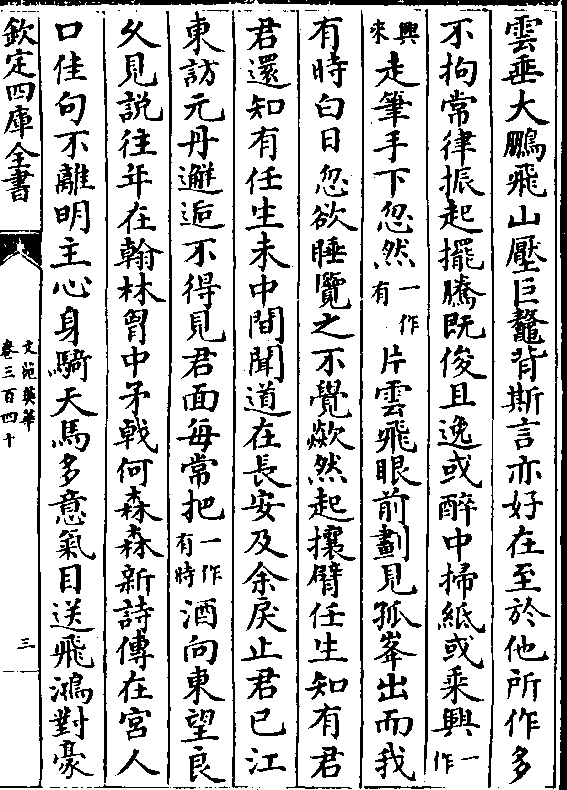 雲垂大鵬飛山壓巨鼇背斯言亦好在至於他所作多
不拘常律振起擺騰既俊且逸或醉中掃紙或乘興一作
興來走筆手下忽然一作有片雲飛眼前劃見孤峯出而我
有時白日忽欲睡覽之不覺歘然起攘臂任生知有君
君還知有任生未中間聞道在長安及余戾止君已江
東訪元丹邂逅不得見君面每常把一作有時酒向東望良
久見說往年在翰林胷中矛戟何森森新詩傳在宮人
口佳句不離明主心身騎天馬多意氣目送飛鴻對豪
欽定四庫全書
文苑英華
卷三百四十
三